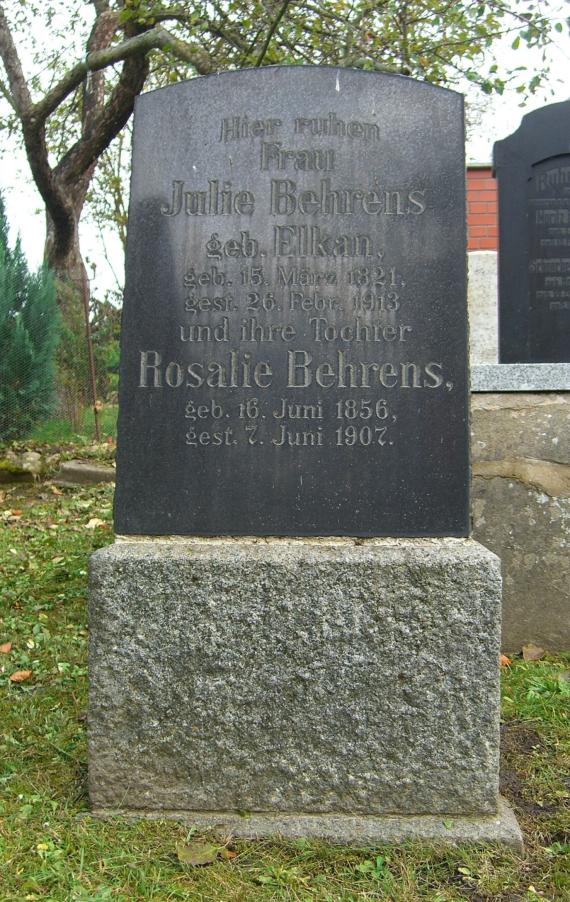 Hier ruhen
Frau
Julie Behrens
geb. Elkan,
geb. 15. März 1821,
gest. 26. Febr. 1913
und ihre Tochter
Rosalie Behrens,
geb. 16. Juni 1856,
gest. 7. Juni 1907.